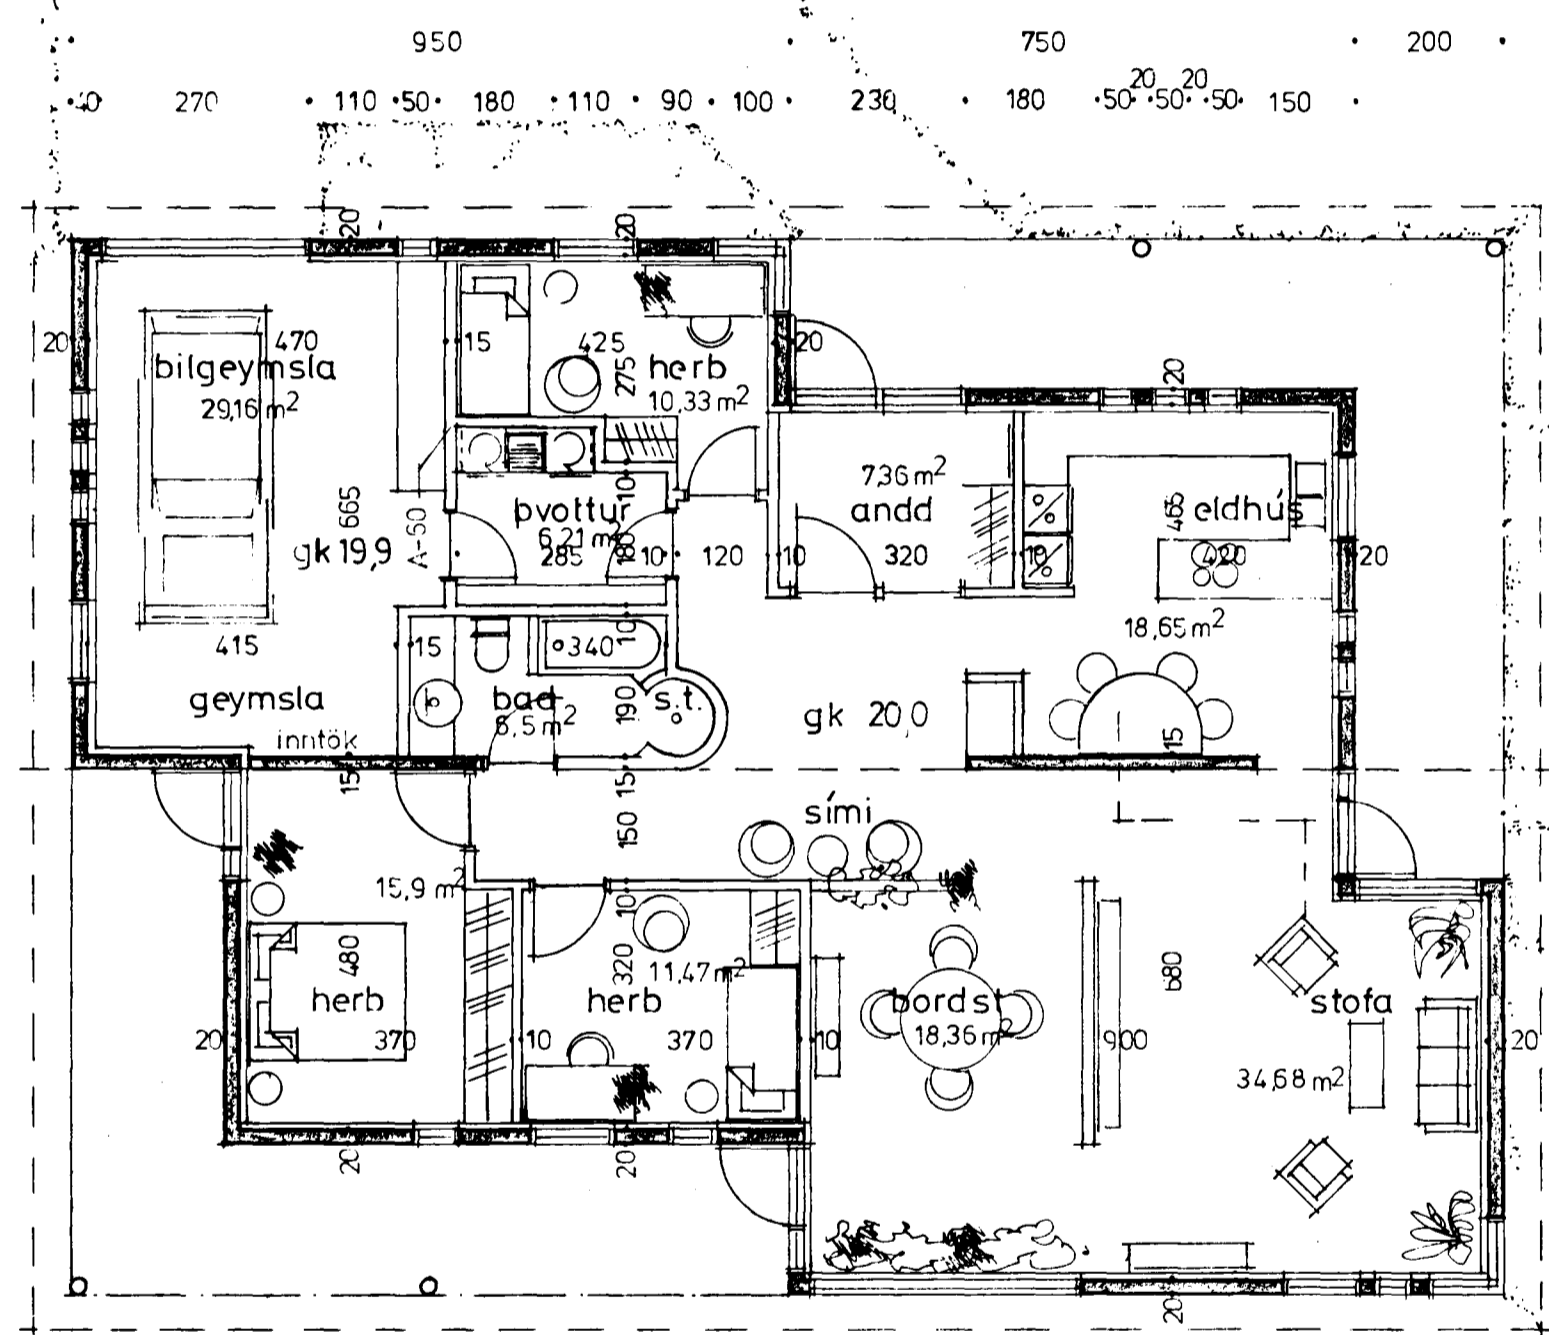 950 750 200
20 20
270 110 50 180 110 90 100 230 180 50 50 50 150
20 20
20 470 15 425 20 20
bilgeymsla 275 herb
29,16 m2 10,33 m2
7,36 m2
665 A-60 þvottur 10 andd 465 eldhús
6,21 m2
gk 19,9 285 180 10 120 10 320 10 420 20
18,65 m2
415 15 340 10
geymsla bad 190 s.t. gk 20,0
6,5 m2
inntök 15
15 15
sími
150
15,9 m2
10
480 320 11,47 m2 680
herb herb bordst stofa
20 370 10 370 10 18,36 m2 900 20
34,68 m2
20 20
20